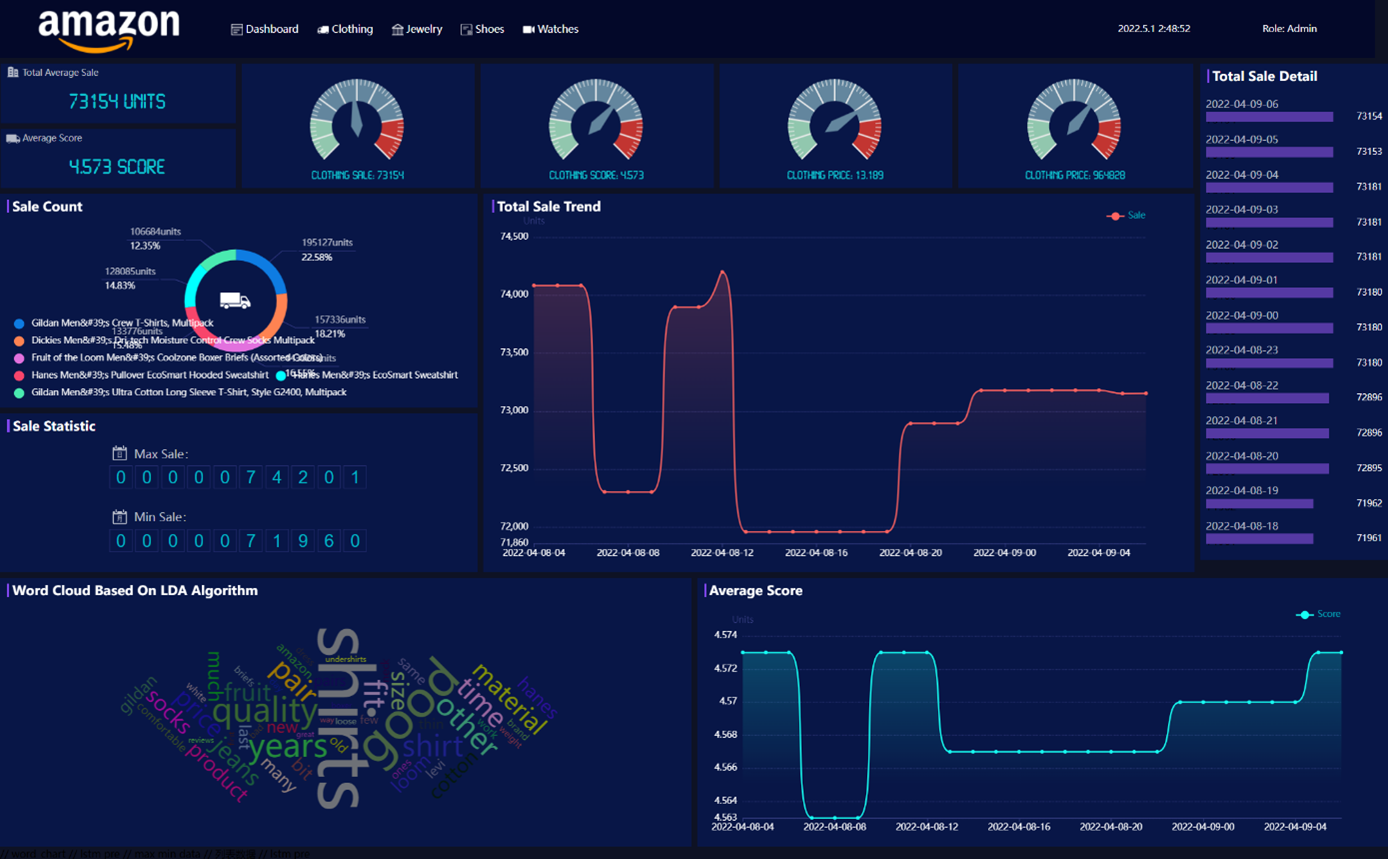 amazon
Dashboard Clothing Jewelry Shoes Watches
2022.5.1 2:48:52
Role: Admin
Total Average Sale
73154 UNITS
Average Score
4.573 SCORE
CLOTHING SALE: 73154
CLOTHING SCORE: 4.573
CLOTHING PRICE: 13.189
CLOTHING PRICE: 964828
Total Sale Detail
2022-04-09-06 73154
2022-04-09-05 73153
2022-04-09-04 73181
2022-04-09-03 73181
2022-04-09-02 73181
2022-04-09-01 73180
2022-04-09-00 73180
2022-04-08-23 73180
2022-04-08-22 72896
2022-04-08-21 72896
2022-04-08-20 72895
2022-04-08-19 71962
2022-04-08-18 71961
Sale Count
106684units
12.35%
195127units
22.58%
128085units
14.83%
157336units
18.21%
133776units
15.48%
16.55%
Gildan Men&#39;s Crew T-Shirts, Multipack
Dickies Men&#39;s Dri-tech Moisture Control Crew Socks Multipack
Fruit of the Loom Men&#39;s Coolzone Boxer Briefs (Assorted Colors)
Hanes Men&#39;s Pullover EcoSmart Hooded Sweatshirt
Hanes Men&#39;s EcoSmart Sweatshirt
Gildan Men&#39;s Ultra Cotton Long Sleeve T-Shirt, Style G2400, Multipack
Total Sale Trend
Units
Sale
74,500
74,000
73,500
73,000
72,500
72,000
71,860
2022-04-08-04 2022-04-08-08 2022-04-08-12 2022-04-08-16 2022-04-08-20 2022-04-09-00 2022-04-09-04
Sale Statistic
Max Sale:
0 0 0 0 0 7 4 2 0 1
Min Sale:
0 0 0 0 0 7 1 9 6 0
Word Cloud Based On LDA Algorithm
shirts
good
quality
years
shirt
other
time
material
hanes
pair
fruit
much
amazon
undershirts
same
size
fit
price
socks
gildan
comfortable
white
briefs
jeans
product
reviews
last
new
great
way
loose
few
old
bit
many
loom
ones
levi
cotton
work
brand
weight
Average Score
Units
Score
4.574
4.572
4.57
4.568
4.566
4.564
4.563
2022-04-08-04 2022-04-08-08 2022-04-08-12 2022-04-08-16 2022-04-08-20 2022-04-09-00 2022-04-09-04